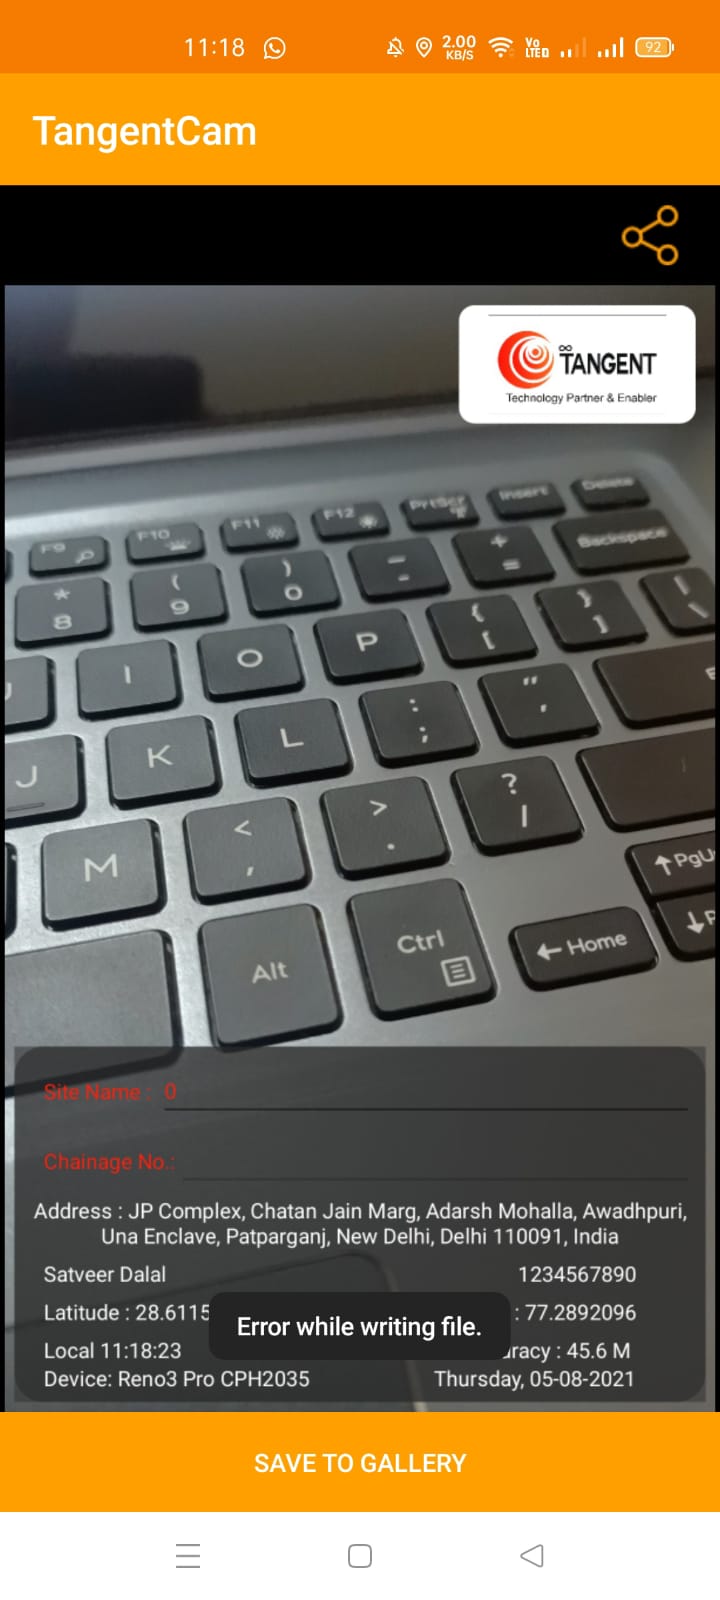 11:18 2.00 KB/S Vo LTE 92
TangentCam
TANGENT
Technology Partner & Enabler
F9 F10 F11 F12 PrtScr Insert Delete
* 8 ( 9 ) 0 - - + = Backspace
I O P { [ } ] \
J K L : ; " '
M < , > . ? /
PgU
Alt Ctrl Home
Site Name : 0
Chainage No.:
Address : JP Complex, Chatan Jain Marg, Adarsh Mohalla, Awadhpuri,
Una Enclave, Patparganj, New Delhi, Delhi 110091, India
Satveer Dalal 1234567890
Latitude : 28.6115 : 77.2892096
Error while writing file.
Local 11:18:23 uracy : 45.6 M
Device: Reno3 Pro CPH2035 Thursday, 05-08-2021
SAVE TO GALLERY